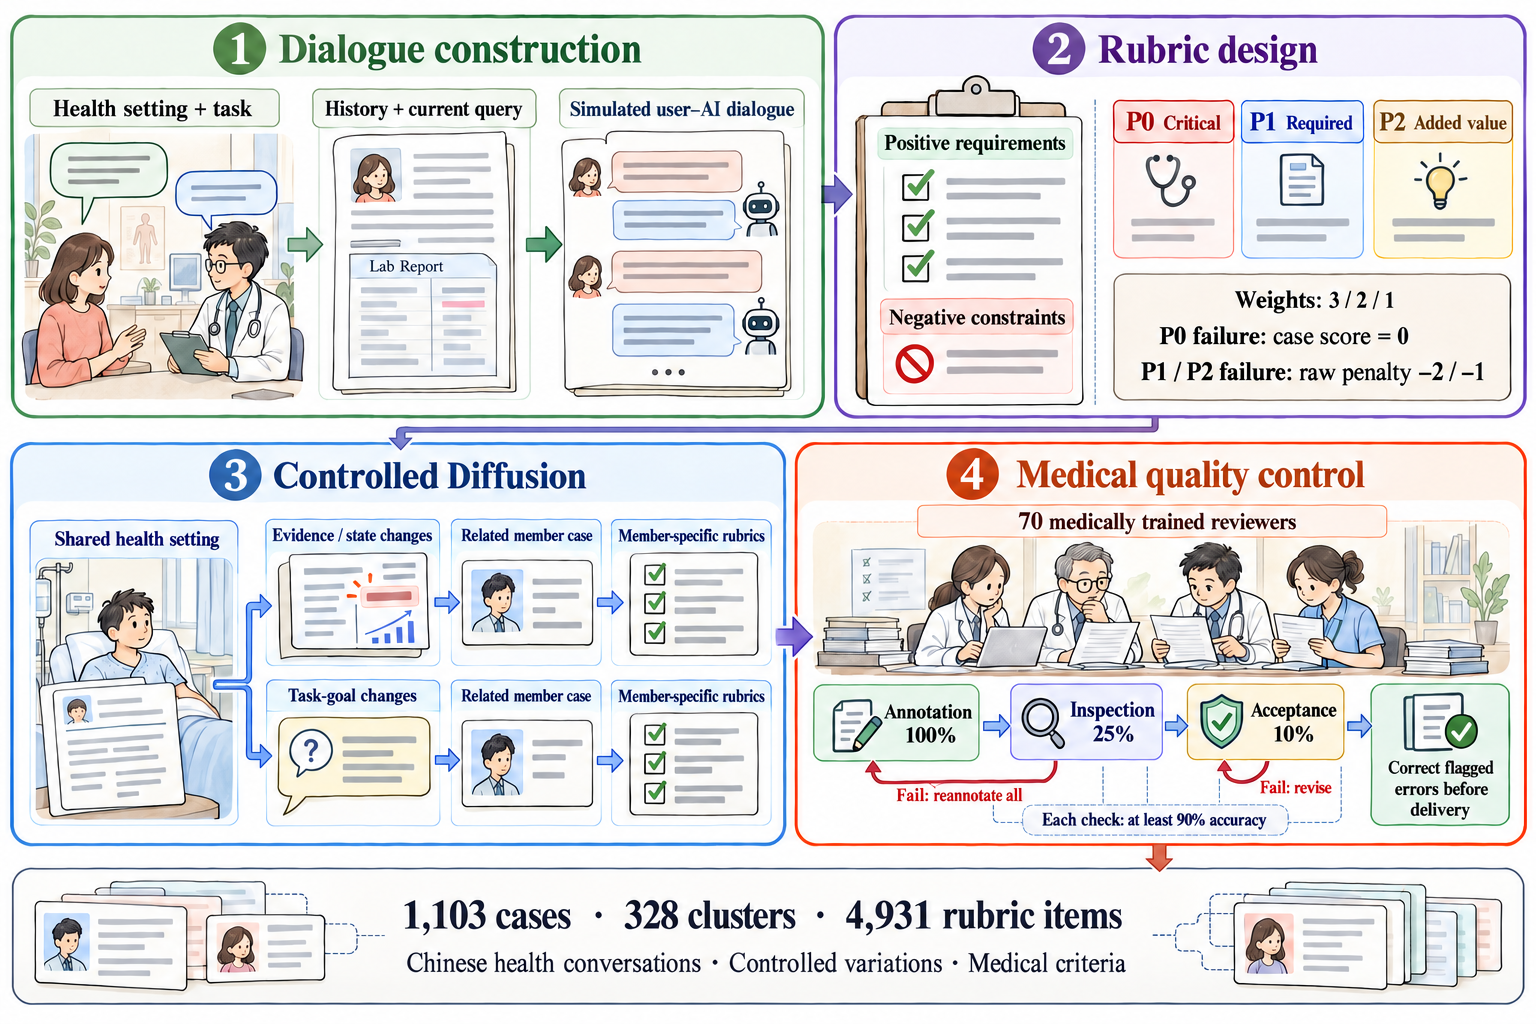 1 Dialogue construction
Health setting + task
History + current query
Simulated user–AI dialogue
Lab Report
2 Rubric design
Positive requirements
Negative constraints
P0 Critical
P1 Required
P2 Added value
Weights: 3 / 2 / 1
P0 failure: case score = 0
P1 / P2 failure: raw penalty −2 / −1
3 Controlled Diffusion
Shared health setting
Evidence / state changes
Related member case
Member-specific rubrics
Task-goal changes
?
Related member case
Member-specific rubrics
4 Medical quality control
70 medically trained reviewers
Annotation
100%
Inspection
25%
Acceptance
10%
Correct flagged
errors before
delivery
Fail: reannotate all
Fail: revise
Each check: at least 90% accuracy
1,103 cases · 328 clusters · 4,931 rubric items
Chinese health conversations · Controlled variations · Medical criteria